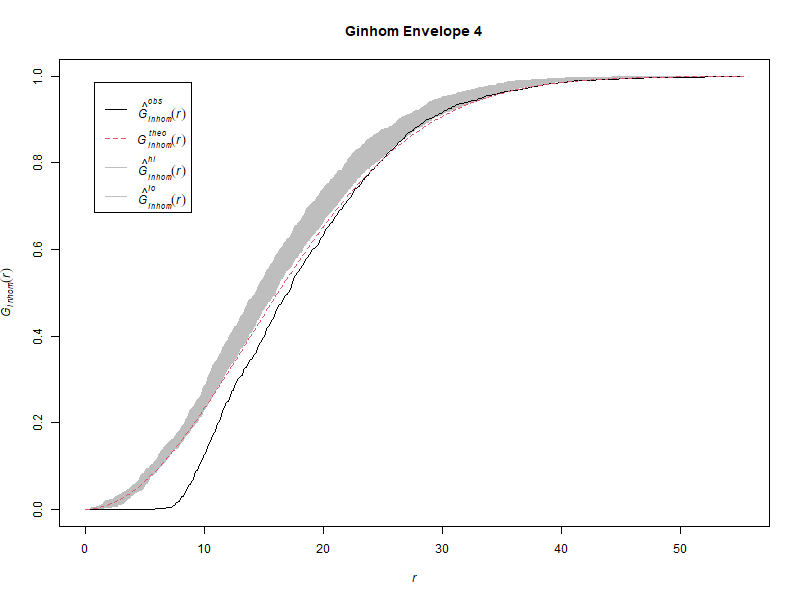 Ginhom Envelope 4
Ĝ^obs_inhom(r)
G^theo_inhom(r)
Ĝ^hi_inhom(r)
Ĝ^lo_inhom(r)
G_inhom(r)
1.0
0.8
0.6
0.4
0.2
0.0
0 10 20 30 40 50
r